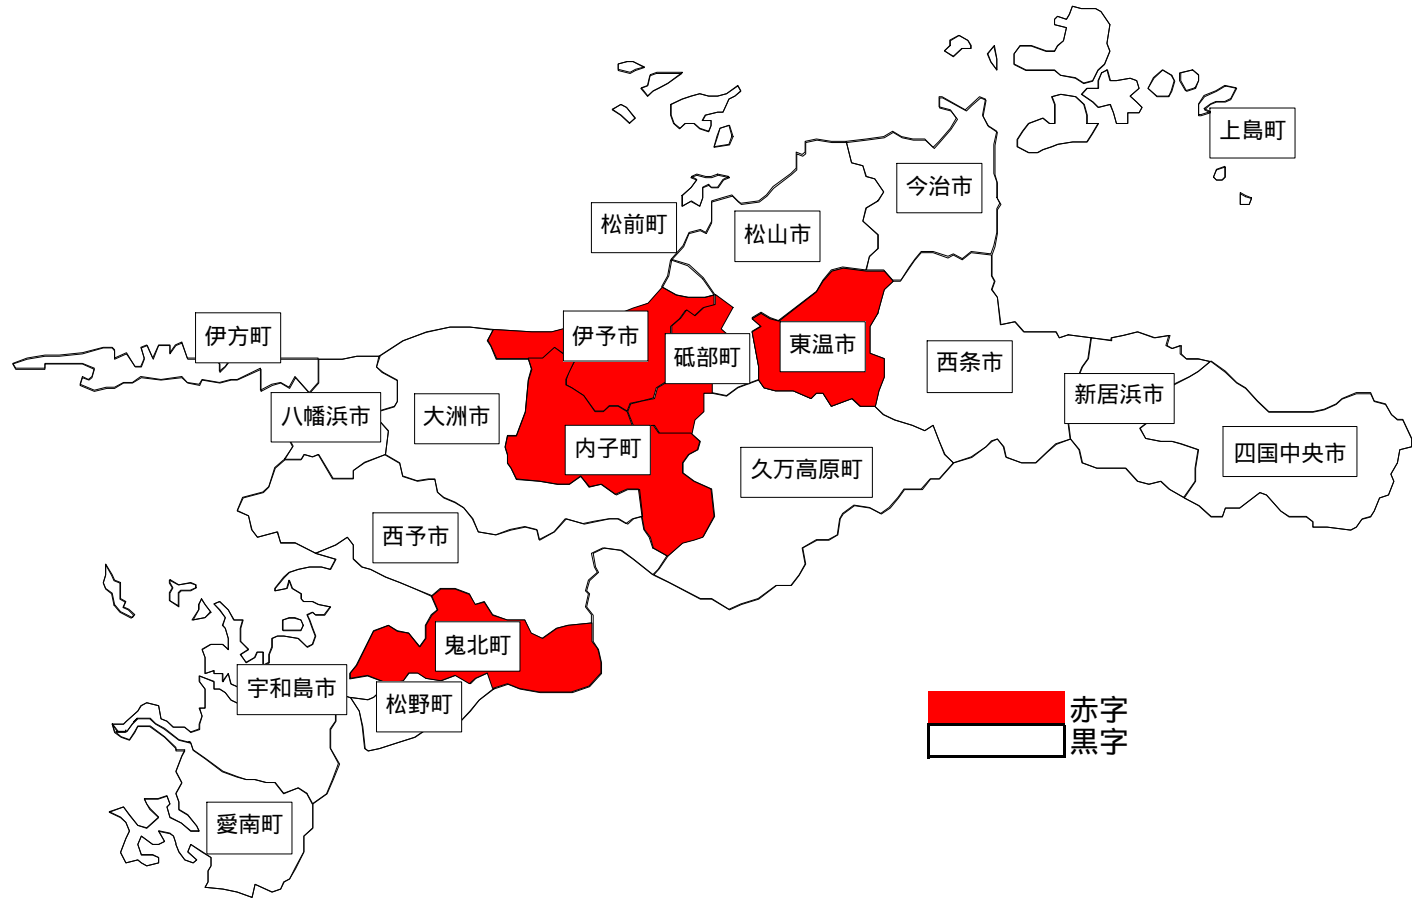 上島町
今治市
松前町
松山市
伊方町
伊予市
砥部町
東温市
西条市
新居浜市
八幡浜市
大洲市
内子町
久万高原町
四国中央市
西予市
鬼北町
宇和島市
松野町
赤字
黒字
愛南町